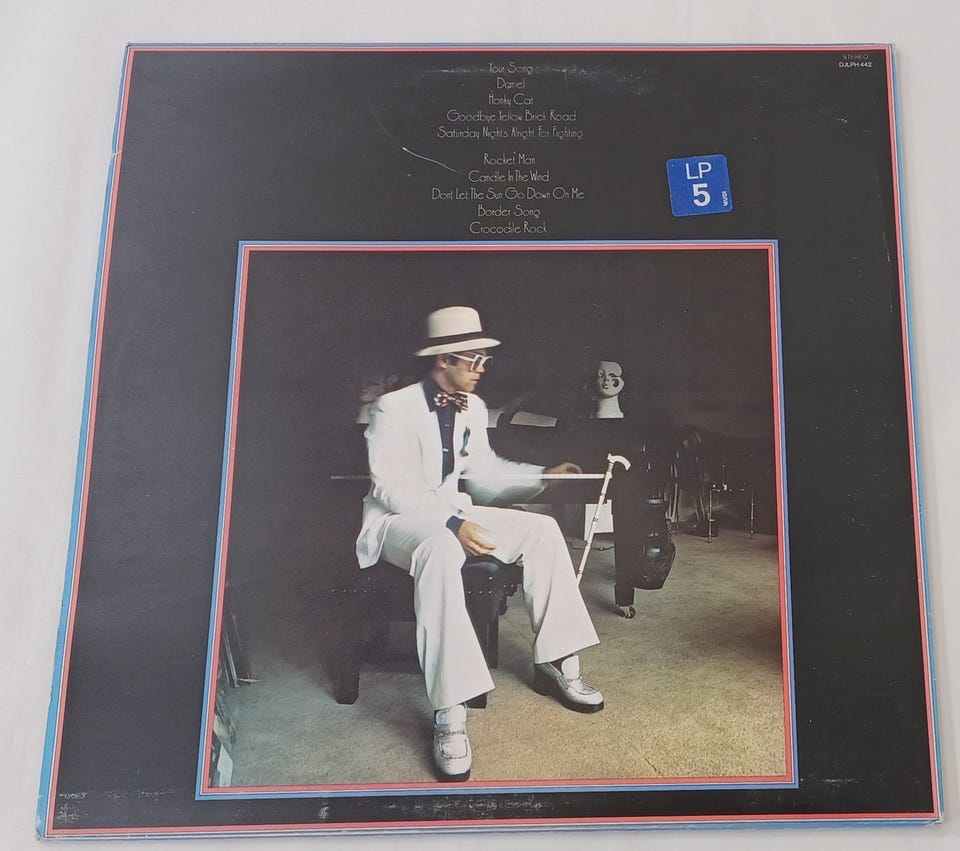 STEREO
DJLPH 442
Your Song
Daniel
Honky Cat
Goodbye Yellow Brick Road
Saturday Night's Alright For Fighting
Rocket Man
Candle In The Wind
Dont Let The Sun Go Down On Me
Border Song
Crocodile Rock
LP
5